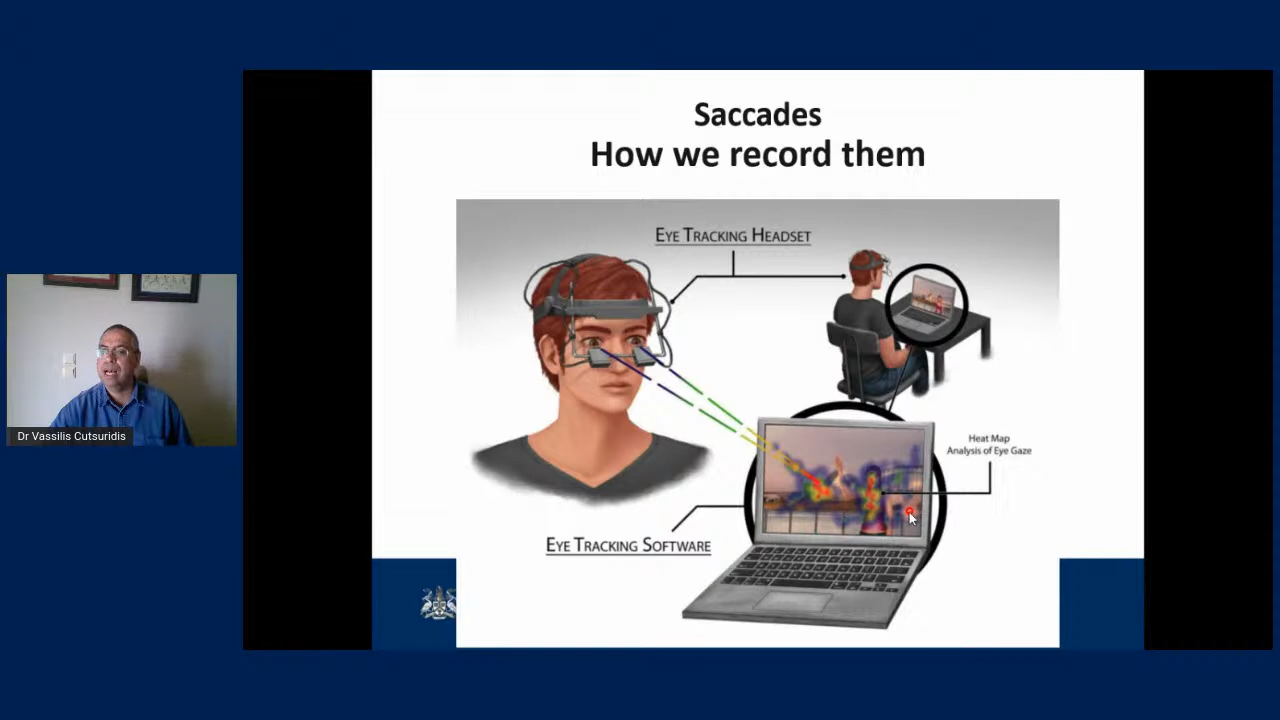 Saccades
How we record them
EYE TRACKING HEADSET
Heat Map
Analysis of Eye Gaze
EYE TRACKING SOFTWARE
Dr Vassilis Cutsuridis